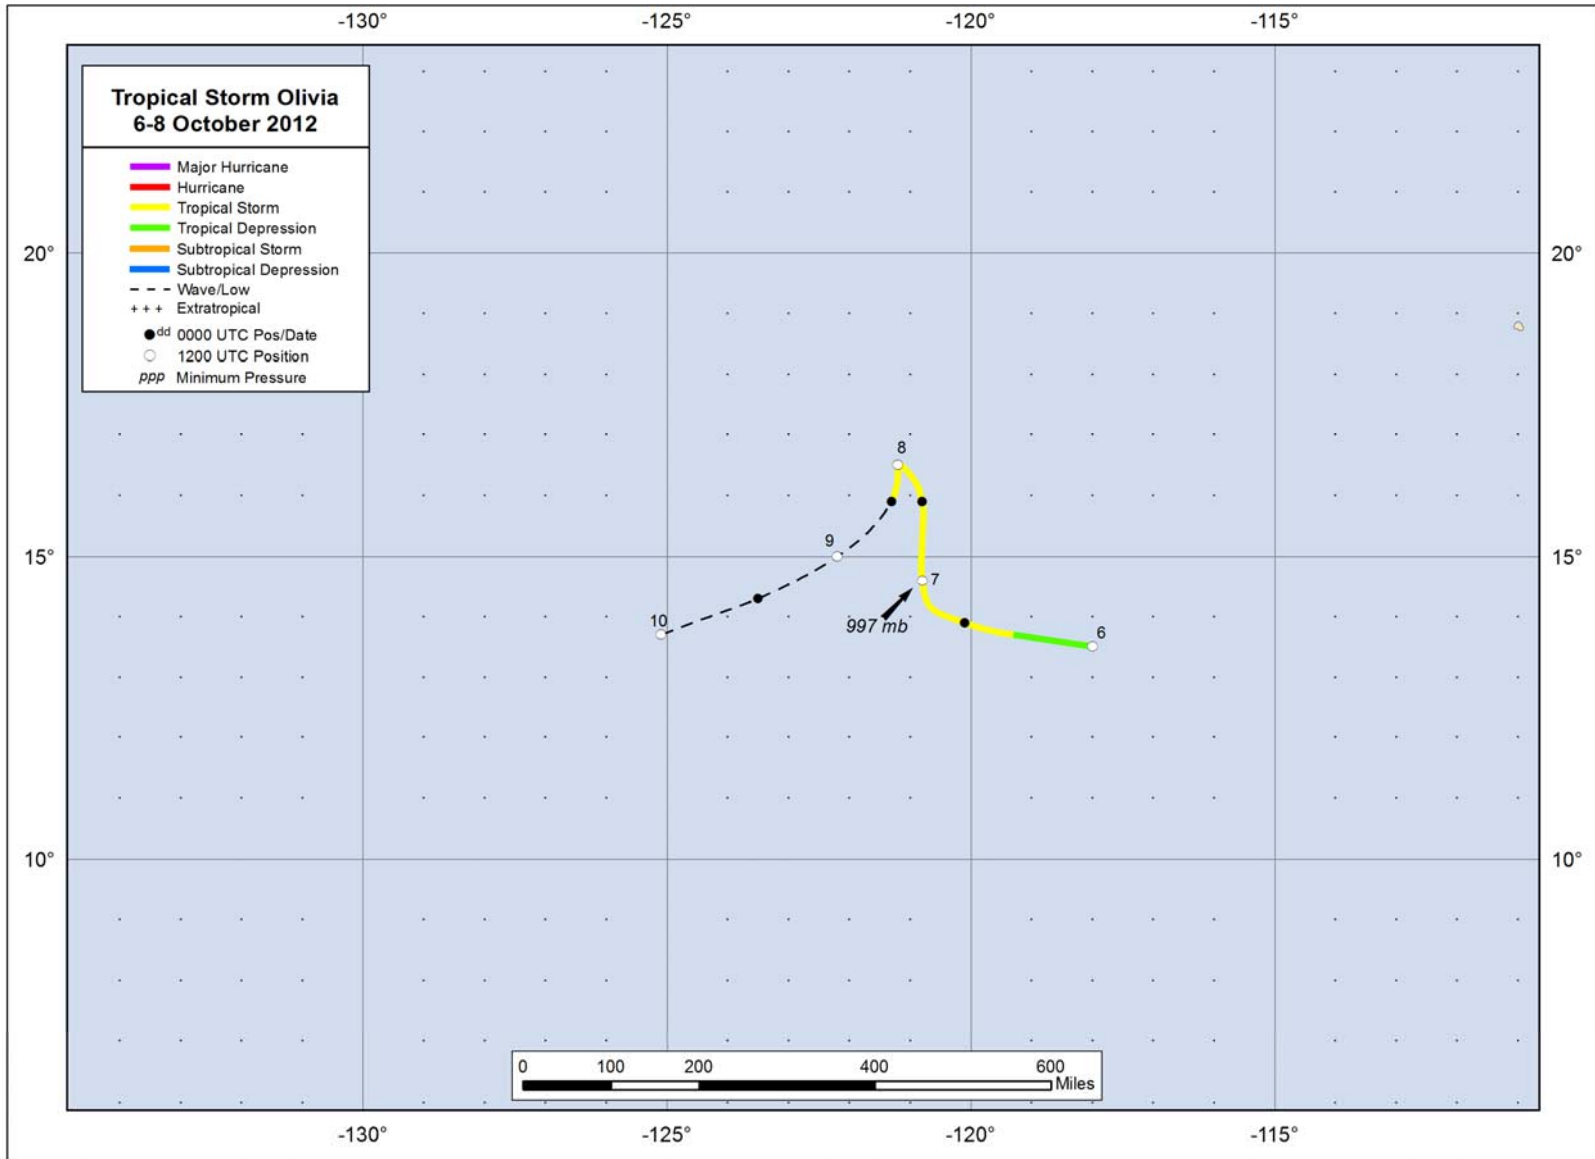 -130° -125° -120° -115°
Tropical Storm Olivia
6-8 October 2012
Major Hurricane
Hurricane
Tropical Storm
Tropical Depression
Subtropical Storm
Subtropical Depression
Wave/Low
+++ Extratropical
dd 0000 UTC Pos/Date
1200 UTC Position
ppp Minimum Pressure
20° 20°
8
9
15° 15°
7
997 mb
10
6
10° 10°
0 100 200 400 600
Miles
-130° -125° -120° -115°